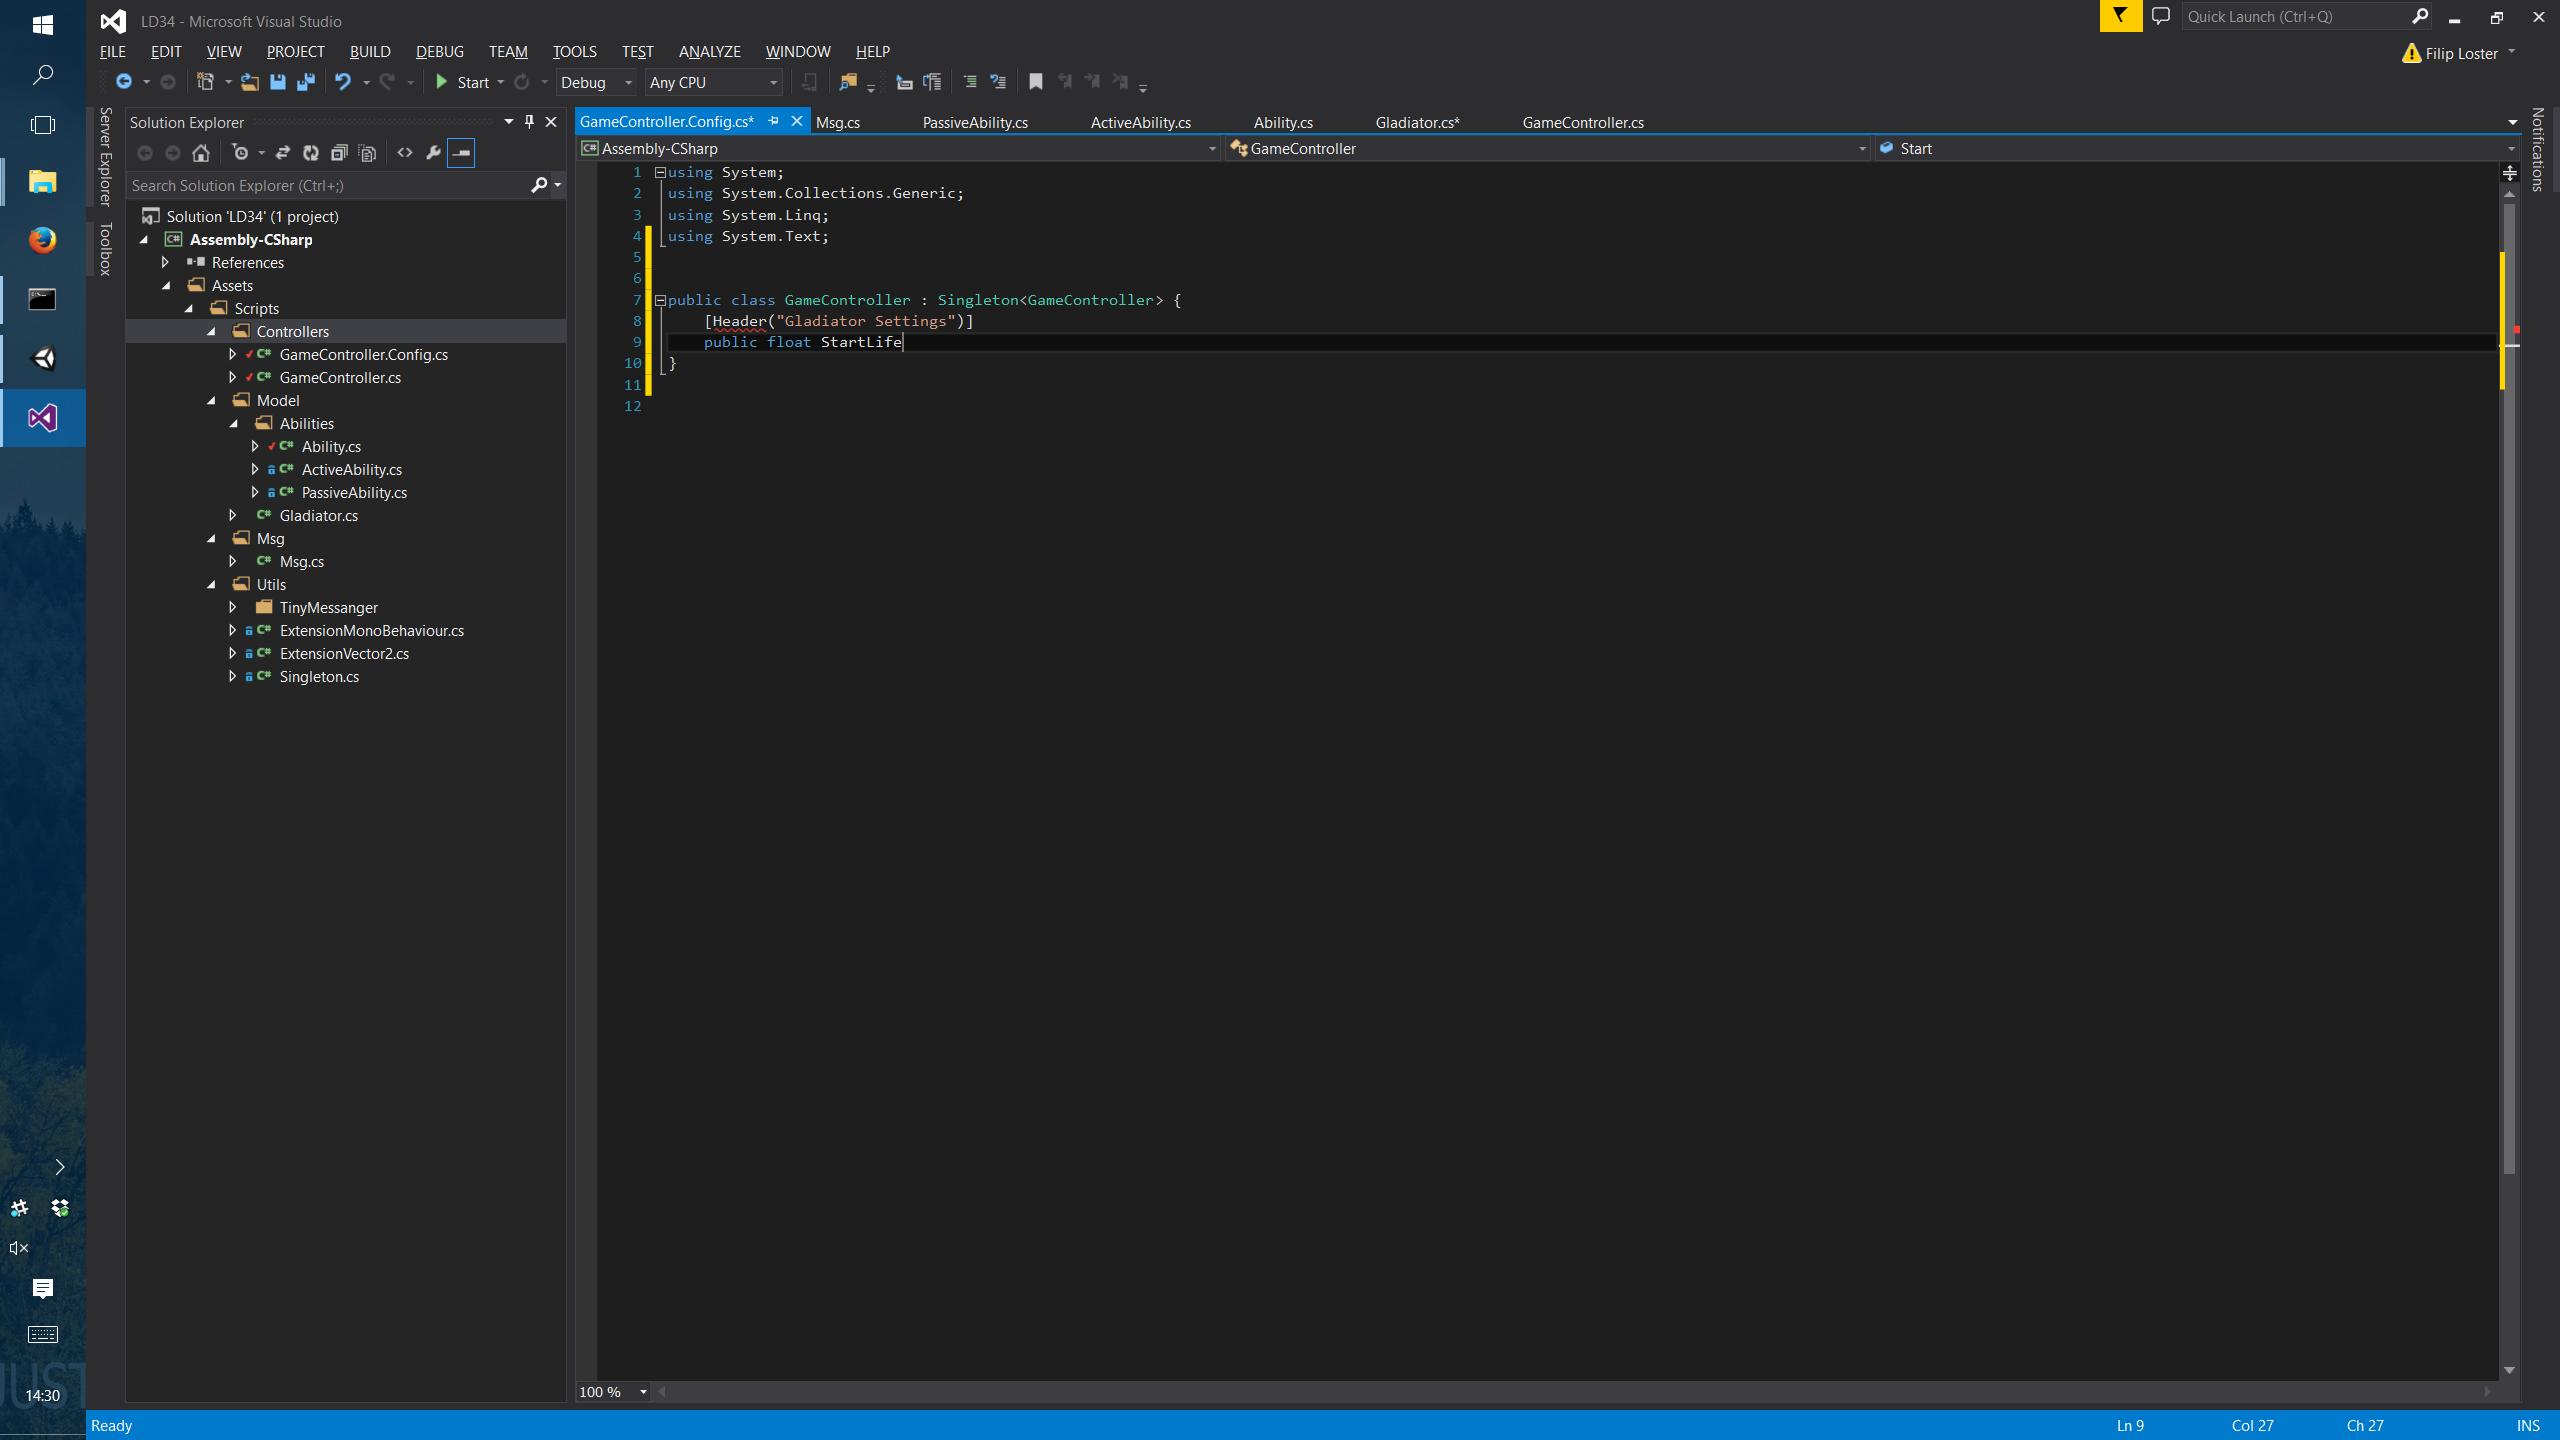 LD34 - Microsoft Visual Studio
Quick Launch (Ctrl+Q)
FILE EDIT VIEW PROJECT BUILD DEBUG TEAM TOOLS TEST ANALYZE WINDOW HELP
Filip Loster
Start Debug Any CPU
Server Explorer
Toolbox
Solution Explorer
Search Solution Explorer (Ctrl+;)
Solution 'LD34' (1 project)
C# Assembly-CSharp
References
Assets
Scripts
Controllers
C# GameController.Config.cs
C# GameController.cs
Model
Abilities
C# Ability.cs
C# ActiveAbility.cs
C# PassiveAbility.cs
C# Gladiator.cs
Msg
C# Msg.cs
Utils
TinyMessanger
C# ExtensionMonoBehaviour.cs
C# ExtensionVector2.cs
C# Singleton.cs
GameController.Config.cs* Msg.cs PassiveAbility.cs ActiveAbility.cs Ability.cs Gladiator.cs* GameController.cs
C# Assembly-CSharp GameController Start
Notifications
1 using System;
2 using System.Collections.Generic;
3 using System.Linq;
4 using System.Text;
5
6
7 public class GameController : Singleton<GameController> {
8 [Header("Gladiator Settings")]
9 public float StartLife
10 }
11
12
100 %
JUST
14:30
Ready Ln 9 Col 27 Ch 27 INS